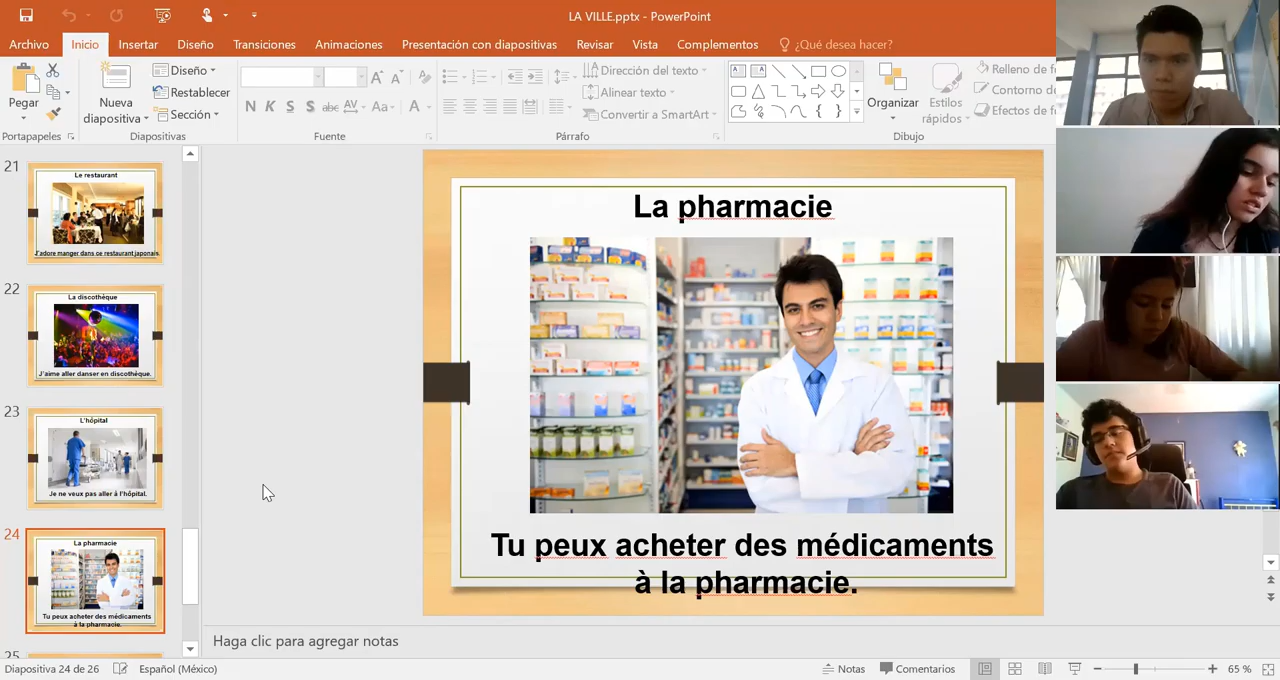 LA VILLE.pptx - PowerPoint
Archivo Inicio Insertar Diseño Transiciones Animaciones Presentación con diapositivas Revisar Vista Complementos ¿Qué desea hacer?
Pegar
Portapapeles
Nueva diapositiva
Diseño
Restablecer
Sección
Diapositivas
N K S S abc AV Aa A
Fuente
Dirección del texto
Alinear texto
Convertir a SmartArt
Párrafo
Organizar
Estilos rápidos
Relleno de f
Contorno d
Efectos de f
Dibujo
21
Le restaurant
J'adore manger dans ce restaurant japonais.
22
La discothèque
J'aime aller danser en discothèque.
23
L'hôpital
Je ne veux pas aller à l'hôpital.
24
La pharmacie
Tu peux acheter des médicaments
à la pharmacie.
25
La pharmacie
Tu peux acheter des médicaments
à la pharmacie.
Haga clic para agregar notas
Diapositiva 24 de 26 Español (México) Notas Comentarios 65 %